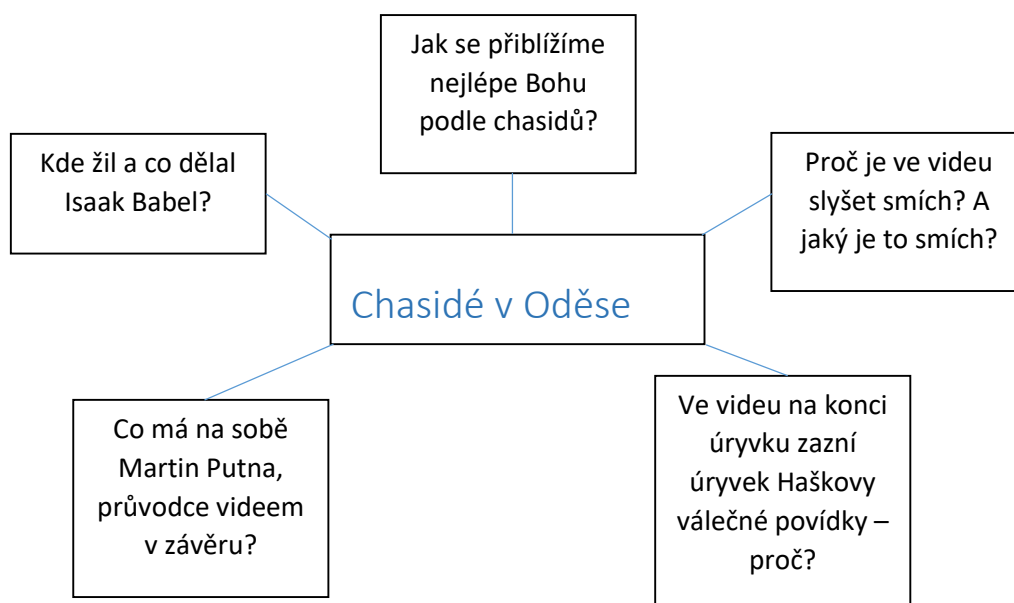 Jak se přiblížíme
nejlépe Bohu
podle chasidů?
Kde žil a co dělal
Isaak Babel?
Proč je ve videu
slyšet smích? A
jaký je to smích?
Chasidé v Oděse
Co má na sobě
Martin Putna,
průvodce videem
v závěru?
Ve videu na konci
úryvku zazní
úryvek Haškovy
válečné povídky –
proč?